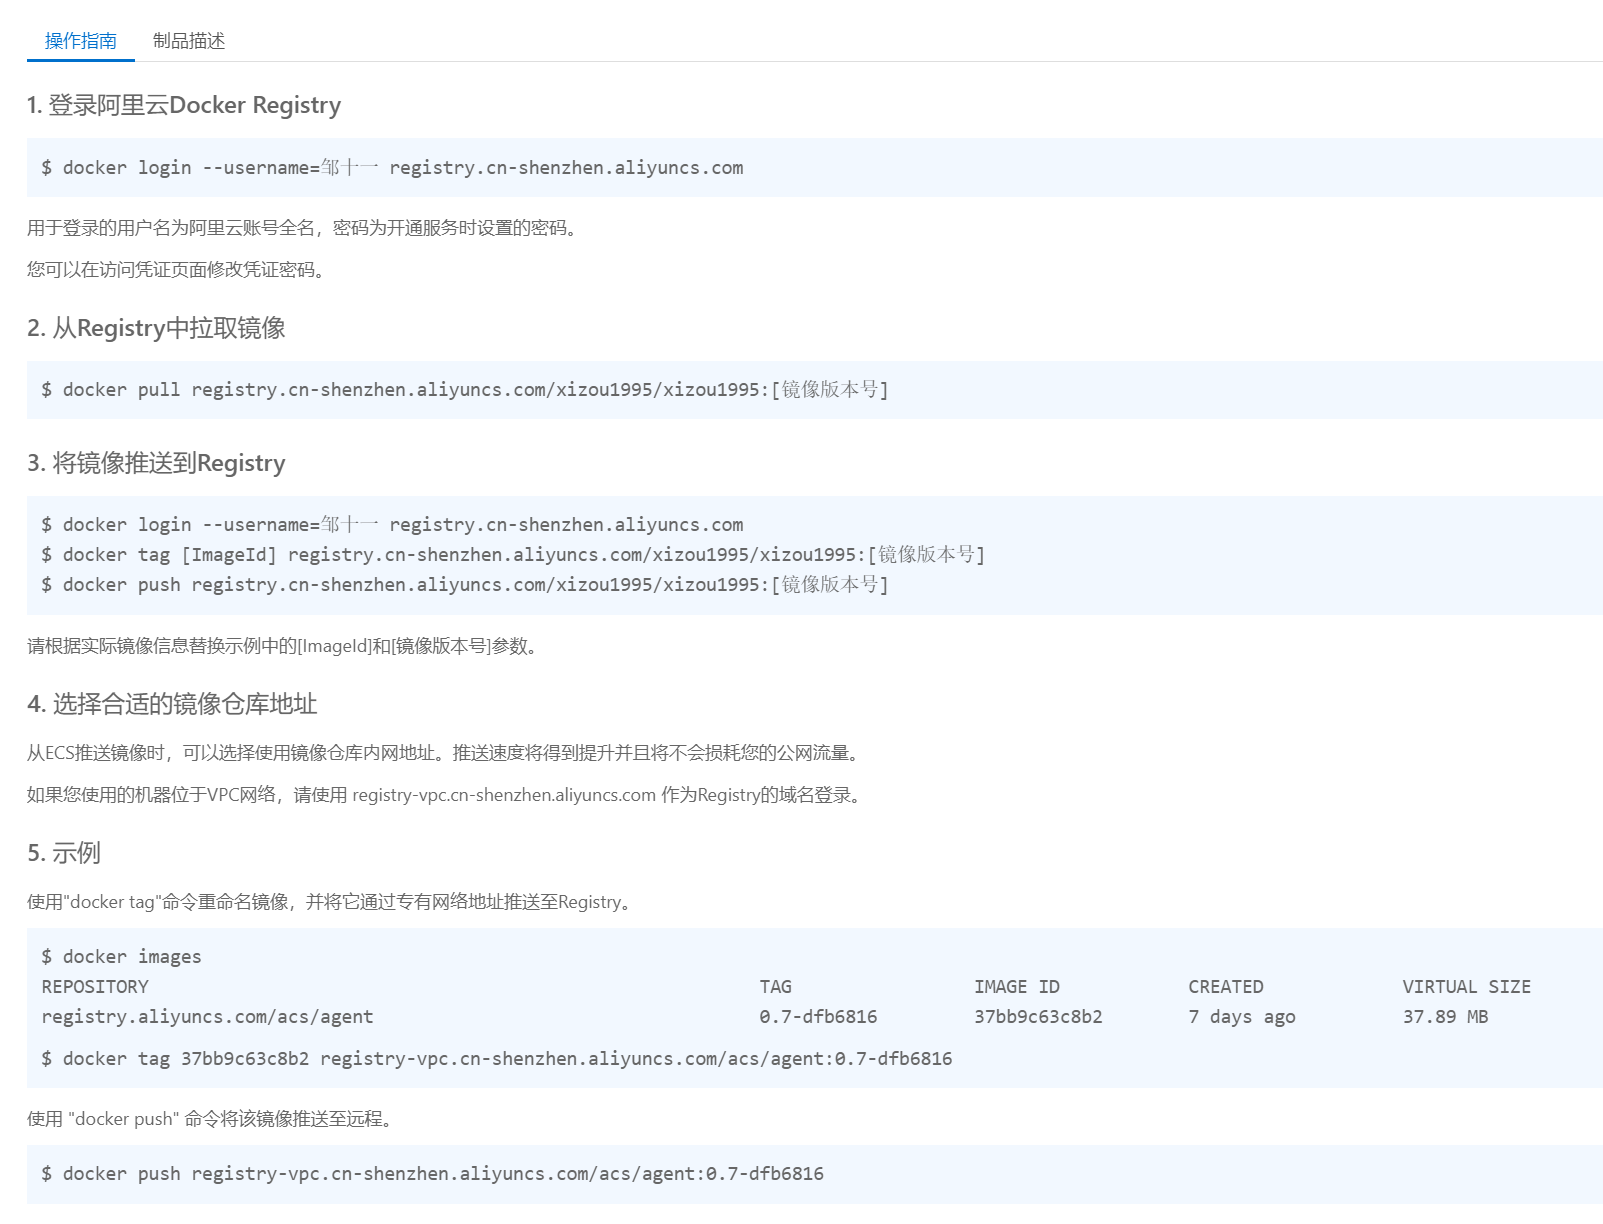 操作指南 制品描述
1. 登录阿里云Docker Registry
$ docker login --username=邹十一 registry.cn-shenzhen.aliyuncs.com
用于登录的用户名为阿里云账号全名，密码为开通服务时设置的密码。
您可以在访问凭证页面修改凭证密码。
2. 从Registry中拉取镜像
$ docker pull registry.cn-shenzhen.aliyuncs.com/xizou1995/xizou1995:[镜像版本号]
3. 将镜像推送到Registry
$ docker login --username=邹十一 registry.cn-shenzhen.aliyuncs.com
$ docker tag [ImageId] registry.cn-shenzhen.aliyuncs.com/xizou1995/xizou1995:[镜像版本号]
$ docker push registry.cn-shenzhen.aliyuncs.com/xizou1995/xizou1995:[镜像版本号]
请根据实际镜像信息替换示例中的[ImageId]和[镜像版本号]参数。
4. 选择合适的镜像仓库地址
从ECS推送镜像时，可以选择使用镜像仓库内网地址。推送速度将得到提升并且将不会损耗您的公网流量。
如果您使用的机器位于VPC网络，请使用 registry-vpc.cn-shenzhen.aliyuncs.com 作为Registry的域名登录。
5. 示例
使用"docker tag"命令重命名镜像，并将它通过专有网络地址推送至Registry。
$ docker images
REPOSITORY TAG IMAGE ID CREATED VIRTUAL SIZE
registry.aliyuncs.com/acs/agent 0.7-dfb6816 37bb9c63c8b2 7 days ago 37.89 MB
$ docker tag 37bb9c63c8b2 registry-vpc.cn-shenzhen.aliyuncs.com/acs/agent:0.7-dfb6816
使用 "docker push" 命令将该镜像推送至远程。
$ docker push registry-vpc.cn-shenzhen.aliyuncs.com/acs/agent:0.7-dfb6816